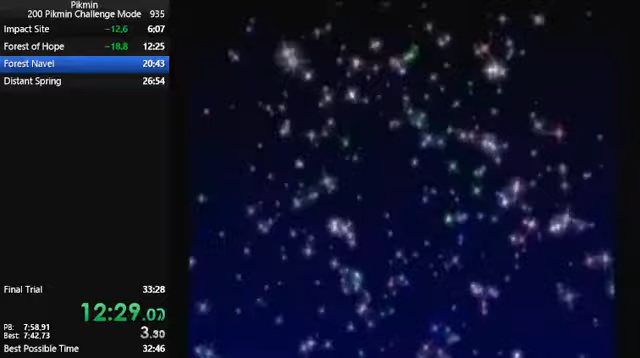 Pikmin
200 Pikmin Challenge Mode 935
Impact Site -12,6 6:07
Forest of Hope -18,8 12:25
Forest Navel 20:43
Distant Spring 26:54
Final Trial 33:28
12:29.07
PB: 7:58,91
Best: 7:42,73
3.30
Best Possible Time 32:46